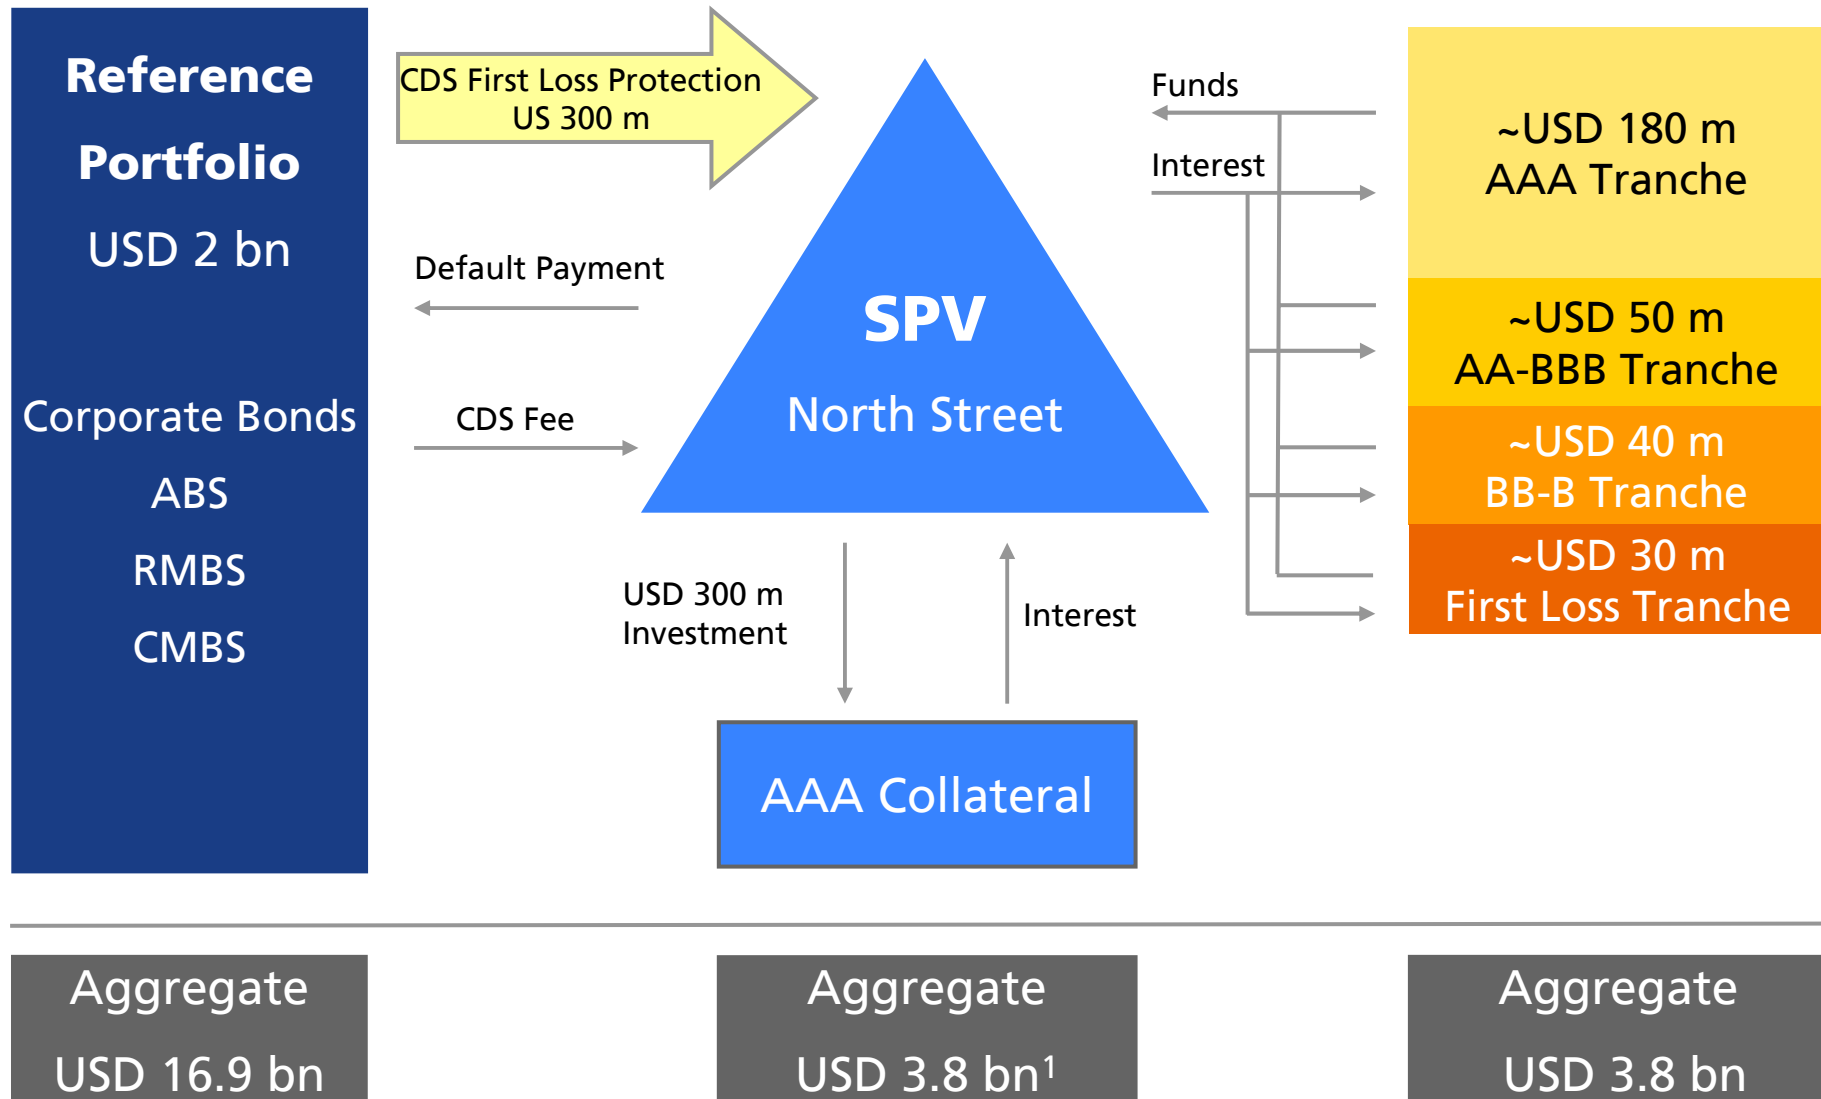 Reference
Portfolio
USD 2 bn
Corporate Bonds
ABS
RMBS
CMBS
CDS First Loss Protection
US 300 m
Default Payment
CDS Fee
SPV
North Street
USD 300 m
Investment
Interest
AAA Collateral
Funds
Interest
~USD 180 m
AAA Tranche
~USD 50 m
AA-BBB Tranche
~USD 40 m
BB-B Tranche
~USD 30 m
First Loss Tranche
Aggregate
USD 16.9 bn
Aggregate
USD 3.8 bn¹
Aggregate
USD 3.8 bn